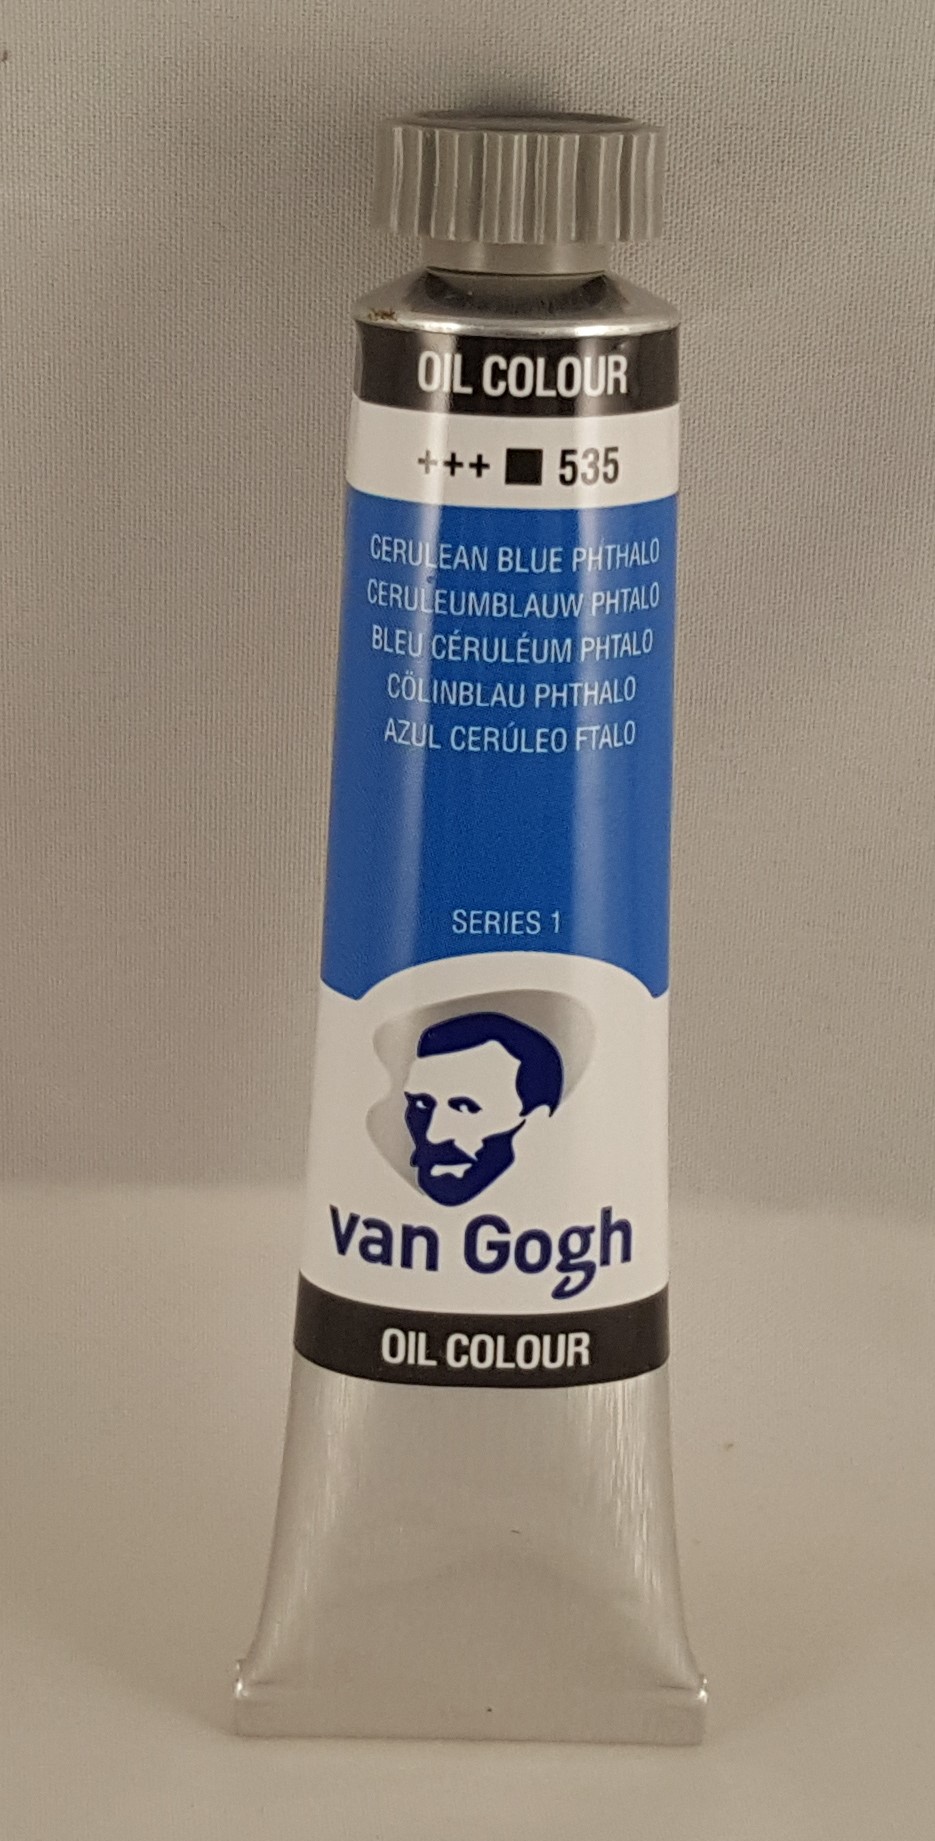 OIL COLOUR
+++ ■ 535
CERULEAN BLUE PHTHALO
CERULEUMBLAUW PHTALO
BLEU CÉRULÉUM PHTALO
CÖLINBLAU PHTHALO
AZUL CERÚLEO FTALO
SERIES 1
van Gogh
OIL COLOUR